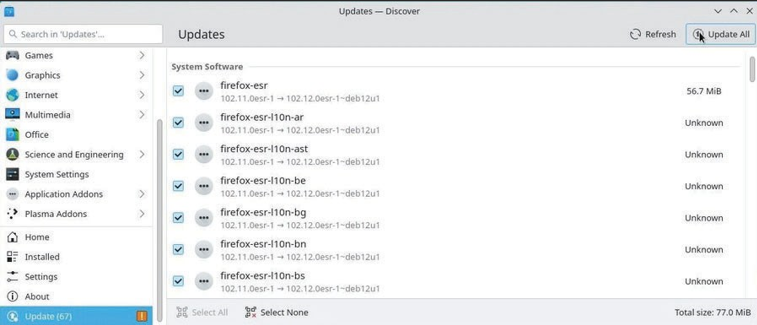 Updates — Discover
Search in 'Updates'...
Updates
Refresh
Update All
Games
Graphics
Internet
Multimedia
Office
Science and Engineering
System Settings
Application Addons
Plasma Addons
Home
Installed
Settings
About
Update (67)
System Software
firefox-esr
102.11.0esr-1 → 102.12.0esr-1~deb12u1
56.7 MiB
firefox-esr-l10n-ar
102.11.0esr-1 → 102.12.0esr-1~deb12u1
Unknown
firefox-esr-l10n-ast
102.11.0esr-1 → 102.12.0esr-1~deb12u1
Unknown
firefox-esr-l10n-be
102.11.0esr-1 → 102.12.0esr-1~deb12u1
Unknown
firefox-esr-l10n-bg
102.11.0esr-1 → 102.12.0esr-1~deb12u1
Unknown
firefox-esr-l10n-bn
102.11.0esr-1 → 102.12.0esr-1~deb12u1
Unknown
firefox-esr-l10n-bs
102.11.0esr-1 → 102.12.0esr-1~deb12u1
Unknown
Select All
Select None
Total size: 77.0 MiB